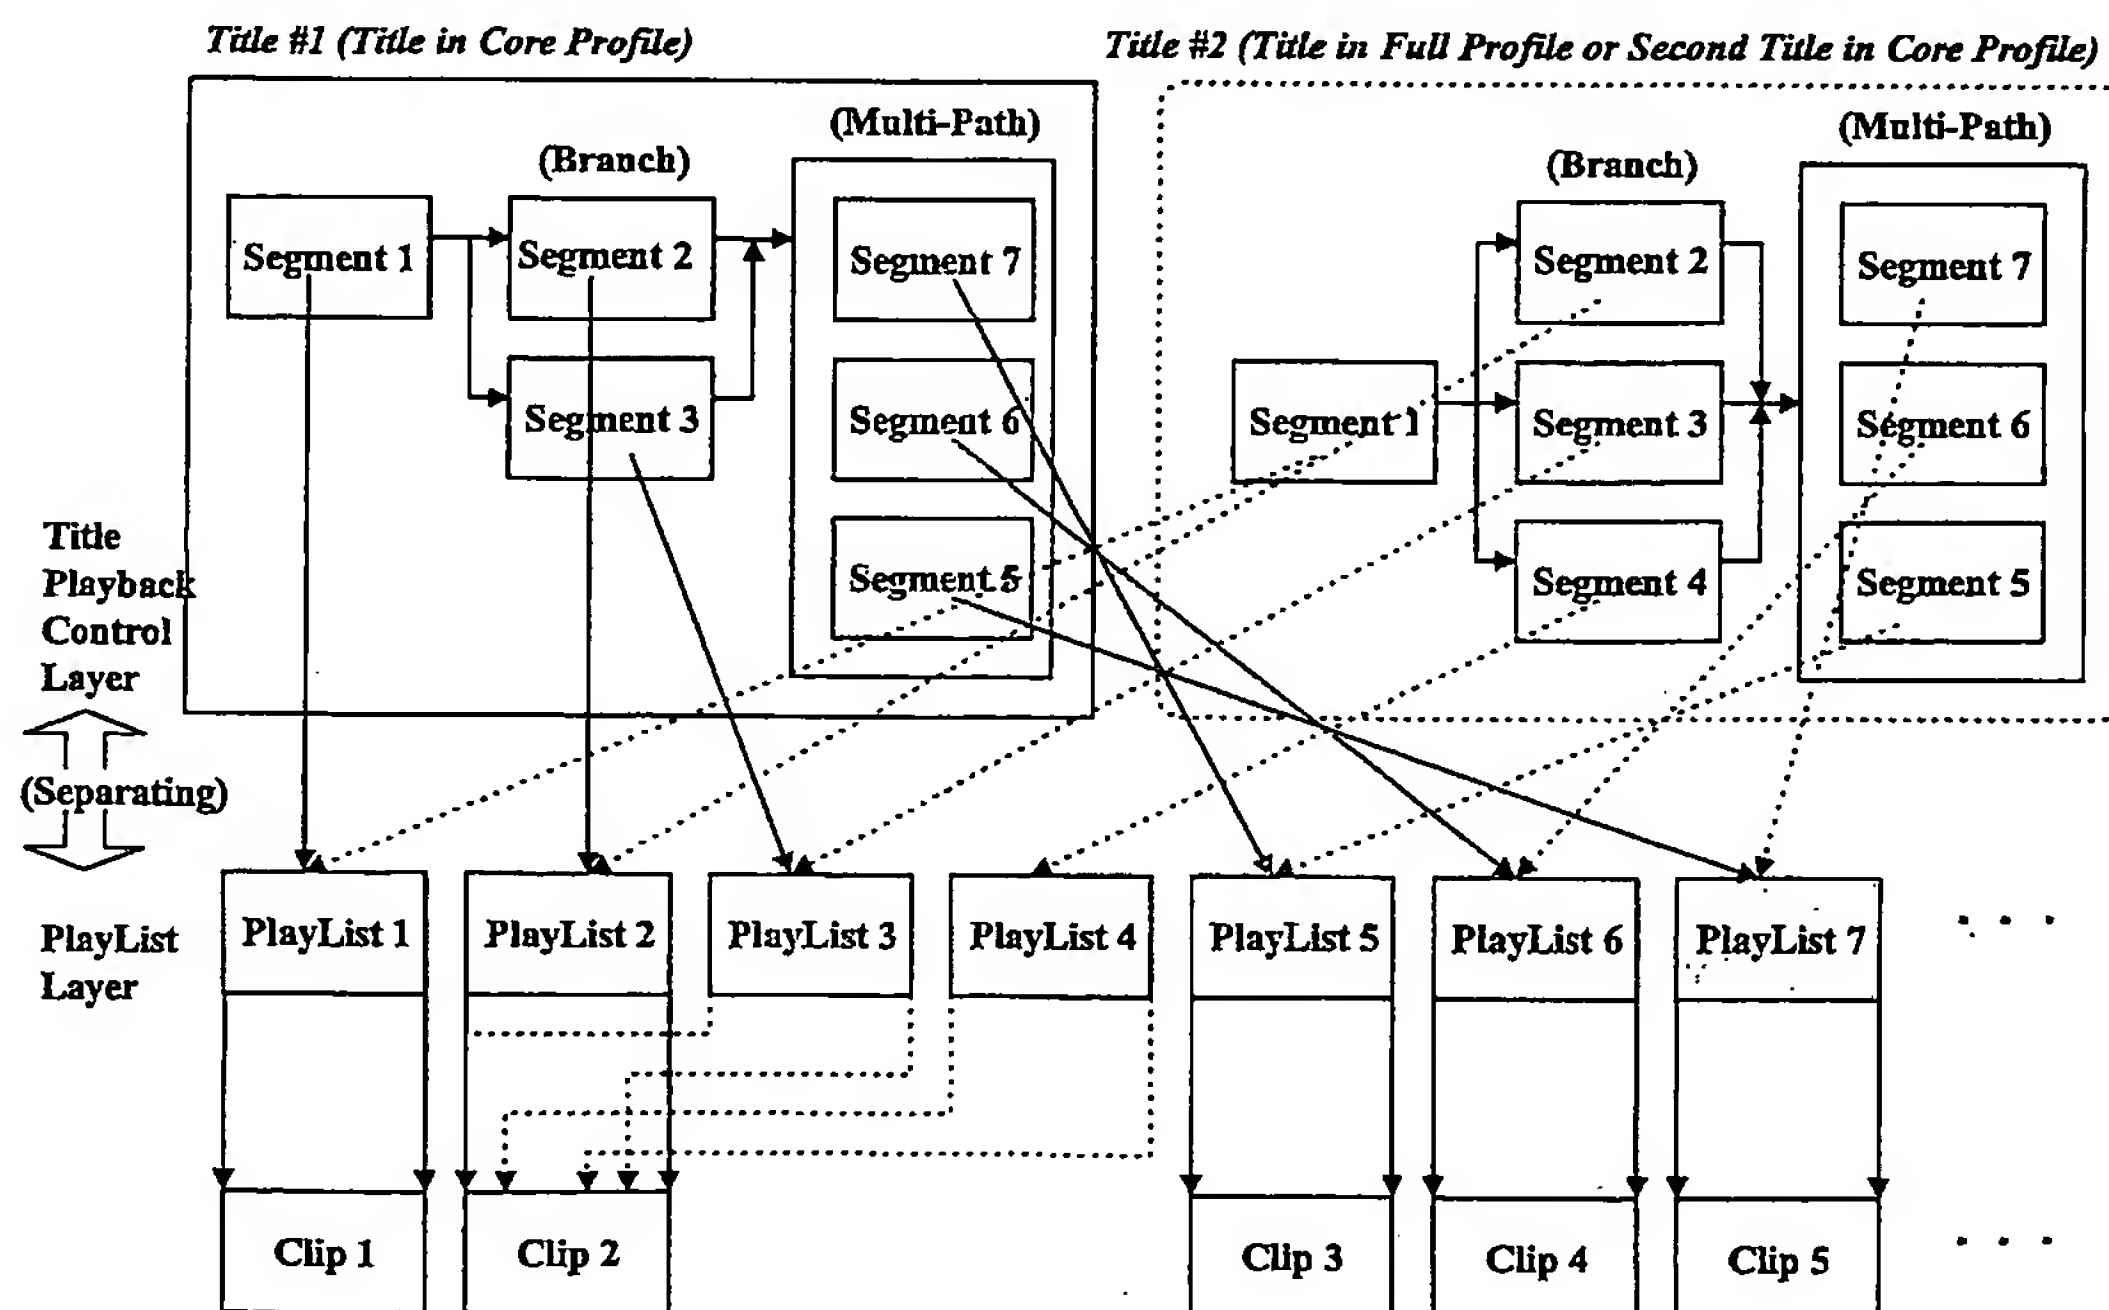 Title #1 (Title in Core Profile)
Title #2 (Title in Full Profile or Second Title in Core Profile)
(Multi-Path)
(Branch)
Segment 1
Segment 2
Segment 7
Segment 3
Segment 6
Segment 5
(Multi-Path)
(Branch)
Segment 2
Segment 7
Segment 1
Segment 3
Segment 6
Segment 4
Segment 5
Title
Playback
Control
Layer
(Separating)
PlayList
Layer
PlayList 1
PlayList 2
PlayList 3
PlayList 4
PlayList 5
PlayList 6
PlayList 7
. . .
Clip 1
Clip 2
Clip 3
Clip 4
Clip 5
. . .